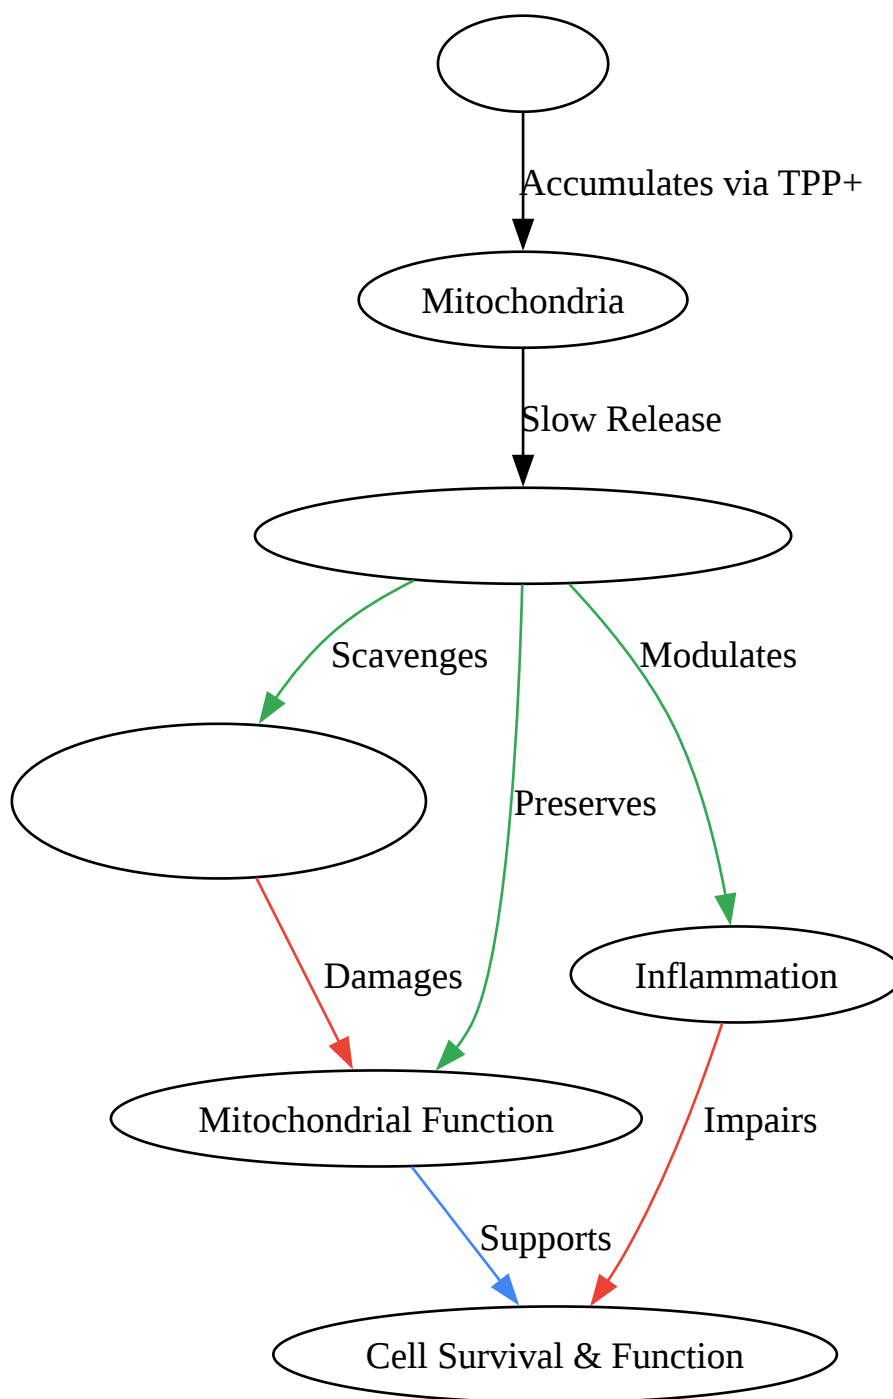 Accumulates via TPP+
Mitochondria
Slow Release
Scavenges
Modulates
Preserves
Damages
Inflammation
Mitochondrial Function
Impairs
Supports
Cell Survival & Function